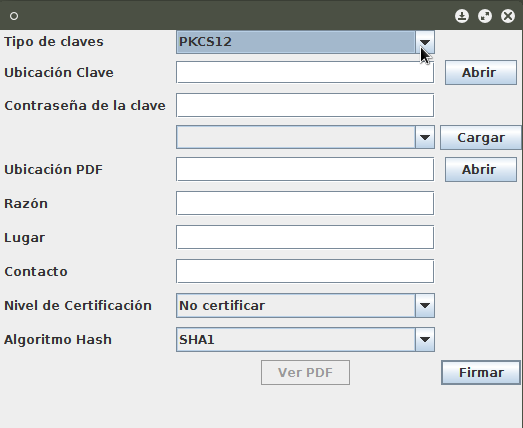 Tipo de claves PKCS12
Ubicación Clave Abrir
Contraseña de la clave
Cargar
Ubicación PDF Abrir
Razón
Lugar
Contacto
Nivel de Certificación No certificar
Algoritmo Hash SHA1
Ver PDF Firmar